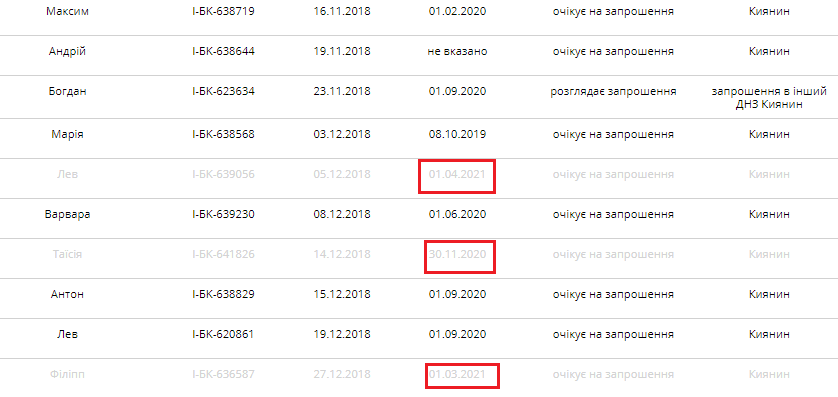 Максим І-БК-638719 16.11.2018 01.02.2020 очікує на запрошення Киянин
Андрій І-БК-638644 19.11.2018 не вказано очікує на запрошення Киянин
Богдан І-БК-623634 23.11.2018 01.09.2020 розглядає запрошення запрошення в інший
ДНЗ Киянин
Марія І-БК-638568 03.12.2018 08.10.2019 очікує на запрошення Киянин
Лев І-БК-639056 05.12.2018 01.04.2021 очікує на запрошення Киянин
Варвара І-БК-639230 08.12.2018 01.06.2020 очікує на запрошення Киянин
Таїсія І-БК-641826 14.12.2018 30.11.2020 очікує на запрошення Киянин
Антон І-БК-638829 15.12.2018 01.09.2020 очікує на запрошення Киянин
Лев І-БК-620861 19.12.2018 01.09.2020 очікує на запрошення Киянин
Філіпп І-БК-636587 27.12.2018 01.03.2021 очікує на запрошення Киянин